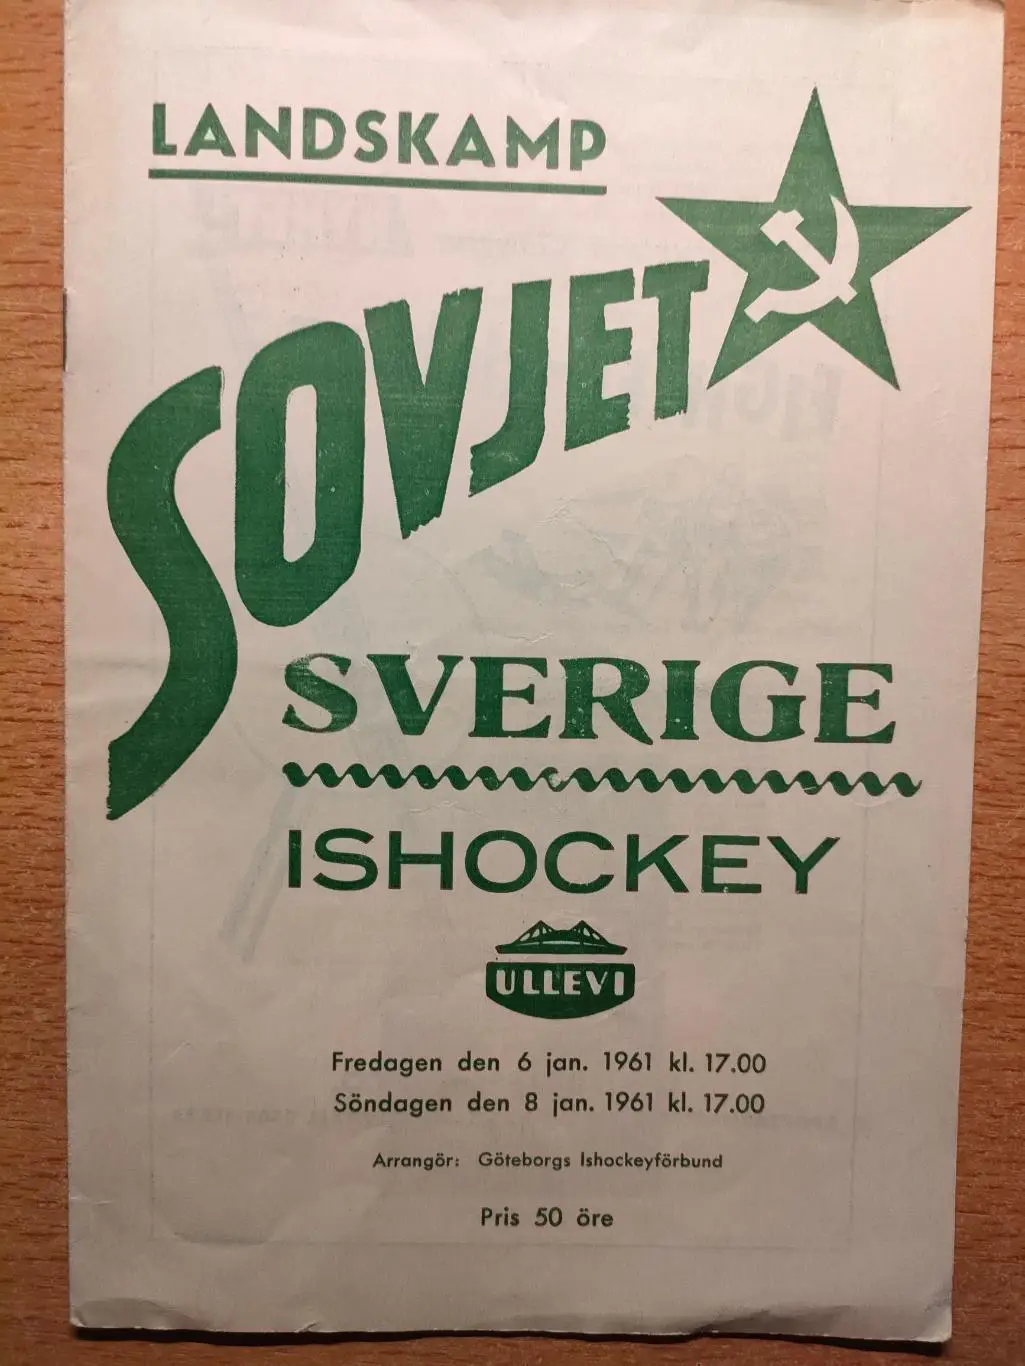 LANDSKAMP
SOVJET
SVERIGE
ISHOCKEY
ULLEVI
Fredagen den 6 jan. 1961 kl. 17.00
Söndagen den 8 jan. 1961 kl. 17.00
Arrangör: Göteborgs Ishockeyförbund
Pris 50 öre